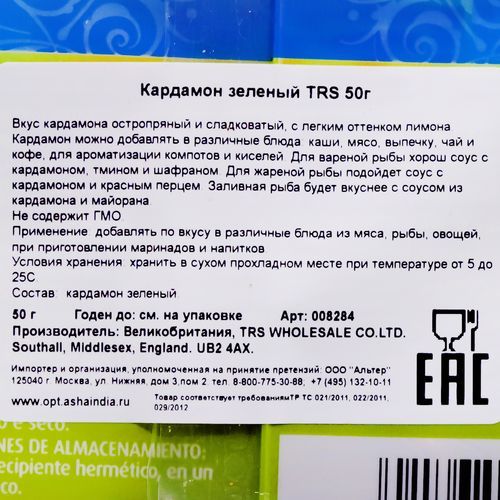 Кардамон зеленый TRS 50г
Вкус кардамона остропряный и сладковатый, с легким оттенком лимона.
Кардамон можно добавлять в различные блюда: каши, мясо, выпечку, чай и
кофе, для ароматизации компотов и киселей. Для вареной рыбы хорош соус с
кардамоном, тмином и шафраном. Для жареной рыбы подойдет соус с
кардамоном и красным перцем. Заливная рыба будет вкуснее с соусом из
кардамона и майорана.
Не содержит ГМО
Применение: добавлять по вкусу в различные блюда из мяса, рыбы, овощей,
при приготовлении маринадов и напитков.
Условия хранения: хранить в сухом прохладном месте при температуре от 5 до
25С
Состав: кардамон зеленый.
50 г Годен до: см. на упаковке Арт: 008284
Производитель: Великобритания, TRS WHOLESALE CO.LTD.
Southall, Middlesex, England. UB2 4AX.
Импортер и организация, уполномоченная на принятие претензий: ООО "Альтер"
125040 г. Москва, ул. Нижняя, дом 3,пом 2. тел. 8-800-775-30-88; +7 (495) 132-10-11
www.opt.ashaindia.ru
Товар соответствует требованиямТР ТС 021/2011, 022/2011,
029/2012
EAC
o e seco.
NES DE ALMACENAMIENTO:
ecipiente hermético, en un